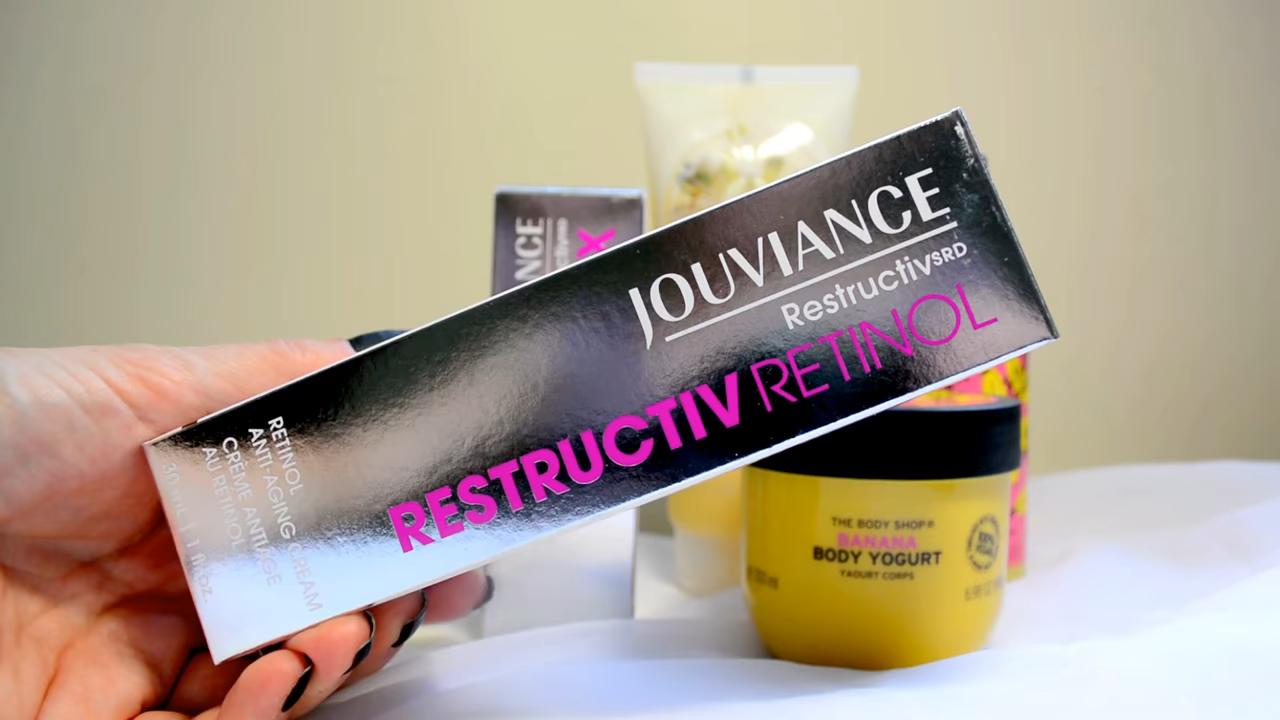 JOUVIANCE
RestructivSRD
RESTRUCTIV RETINOL
RETINOL
ANTI-AGING CREAM
CRÈME ANTIÂGE
AU RÉTINOL
30 mL | 1 fl. oz.
NCE
X
THE BODY SHOP®
BANANA
BODY YOGURT
YAOURT CORPS